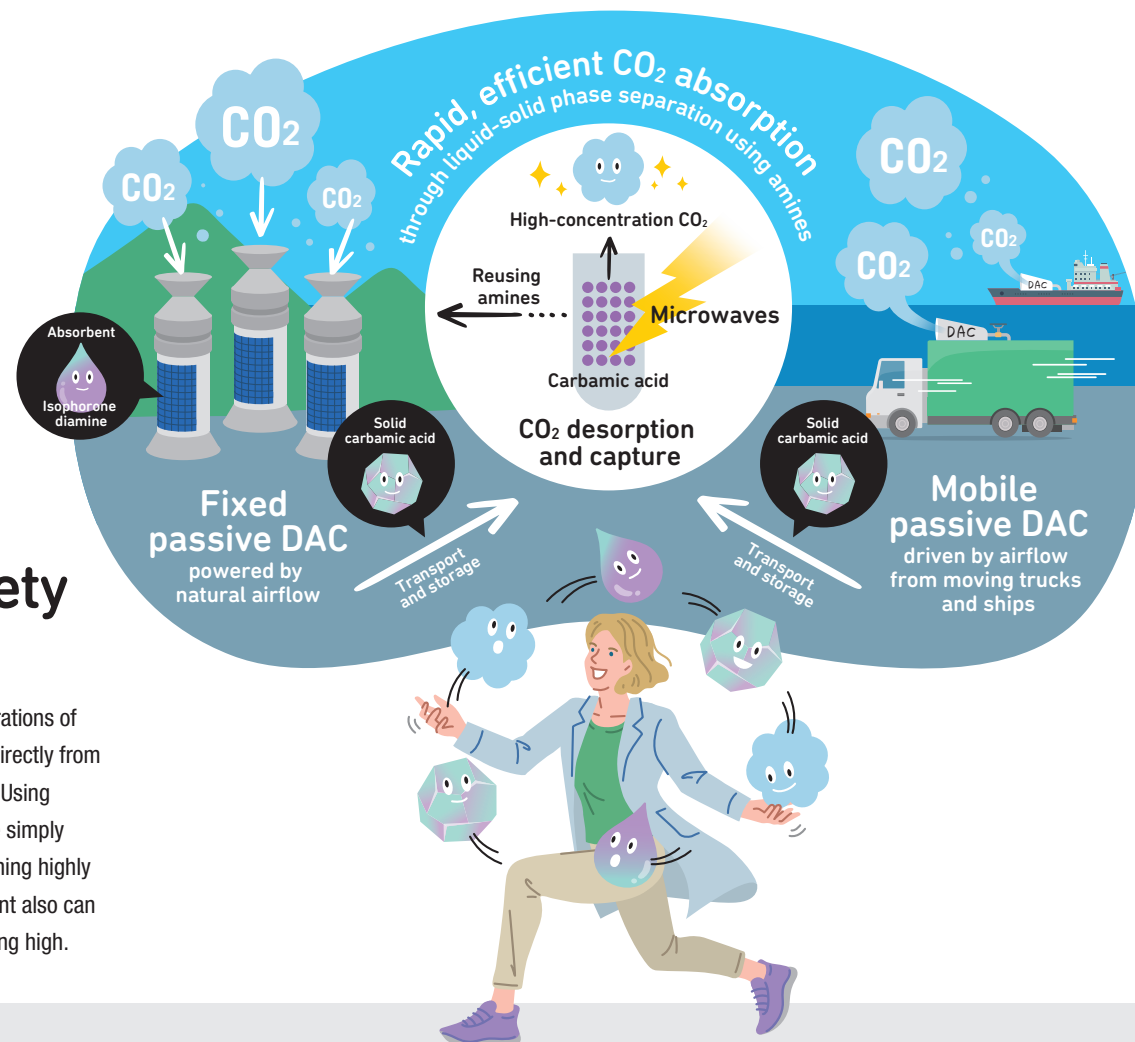 Rapid, efficient CO₂ absorption
through liquid-solid phase separation using amines
CO₂
CO₂
CO₂
CO₂
CO₂
CO₂
DAC
DAC
High-concentration CO₂
Reusing
amines
Microwaves
Carbamic acid
CO₂ desorption
and capture
Absorbent
Isophorone
diamine
Solid
carbamic acid
Solid
carbamic acid
Fixed
passive DAC
powered by
natural airflow
Transport
and storage
Transport
and storage
Mobile
passive DAC
driven by airflow
from moving trucks
and ships
ety
rations of
irectly from
Using
simply
ning highly
nt also can
ng high.